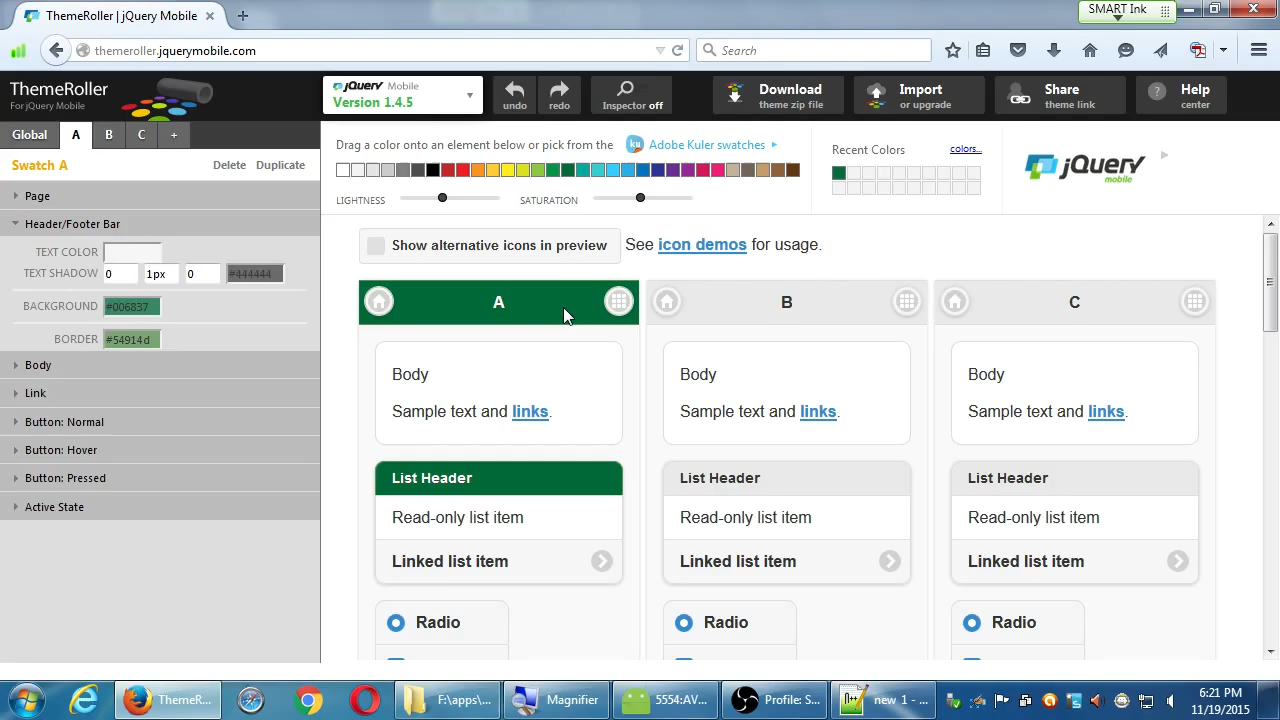 ThemeRoller | jQuery Mobile
SMART Ink
themeroller.jquerymobile.com
Search
ThemeRoller
For jQuery Mobile
jQuery Mobile
Version 1.4.5
undo
redo
Inspector off
Download
theme zip file
Import
or upgrade
Share
theme link
Help
center
Global
A
B
C
+
Swatch A
Delete
Duplicate
Page
Header/Footer Bar
TEXT COLOR
TEXT SHADOW
0
1px
0
#444444
BACKGROUND
#006837
BORDER
#54914d
Body
Link
Button: Normal
Button: Hover
Button: Pressed
Active State
Drag a color onto an element below or pick from the
ku
Adobe Kuler swatches
LIGHTNESS
SATURATION
Recent Colors
colors...
jQuery
mobile
Show alternative icons in preview
See icon demos for usage.
A
Body
Sample text and links.
List Header
Read-only list item
Linked list item
Radio
B
Body
Sample text and links.
List Header
Read-only list item
Linked list item
Radio
C
Body
Sample text and links.
List Header
Read-only list item
Linked list item
Radio
ThemeR...
F:\apps\...
Magnifier
5554:AV...
Profile: S...
new 1 - ...
6:21 PM
11/19/2015